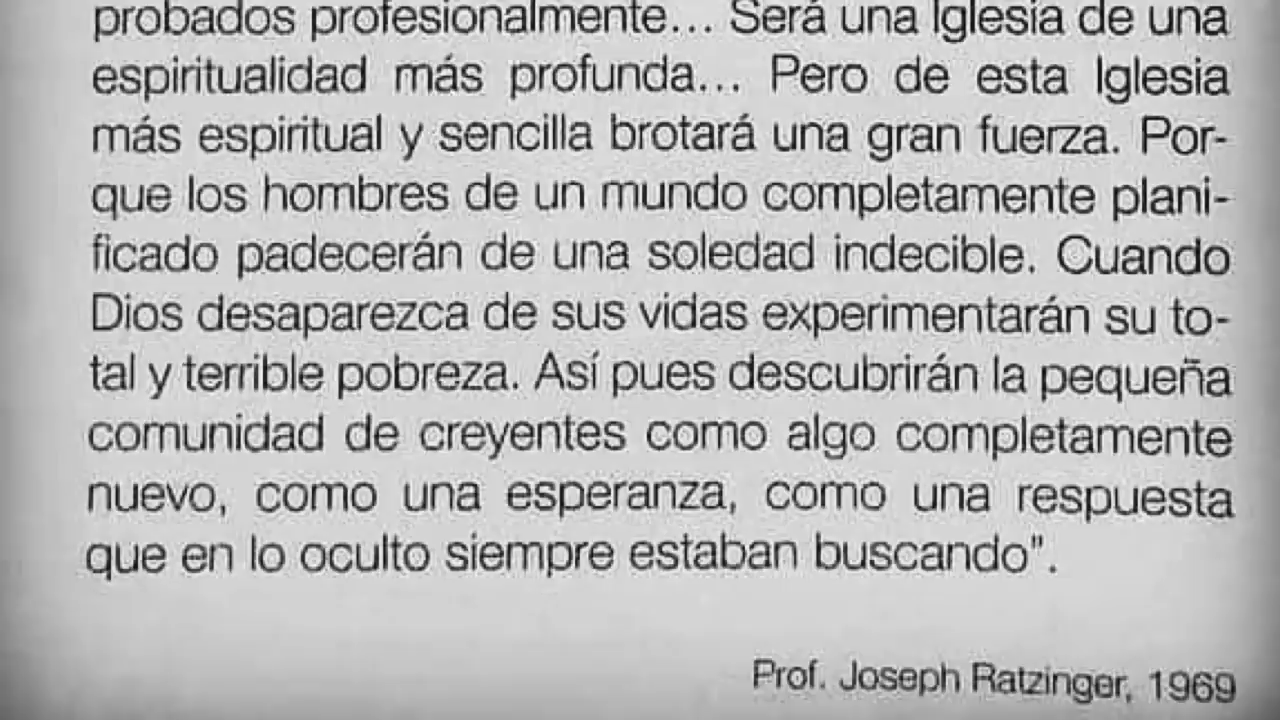 probados profesionalmente... Será una Iglesia de una
espiritualidad más profunda... Pero de esta Iglesia
más espiritual y sencilla brotará una gran fuerza. Por-
que los hombres de un mundo completamente plani-
ficado padecerán de una soledad indecible. Cuando
Dios desaparezca de sus vidas experimentarán su to-
tal y terrible pobreza. Así pues descubrirán la pequeña
comunidad de creyentes como algo completamente
nuevo, como una esperanza, como una respuesta
que en lo oculto siempre estaban buscando".
Prof. Joseph Ratzinger, 1969